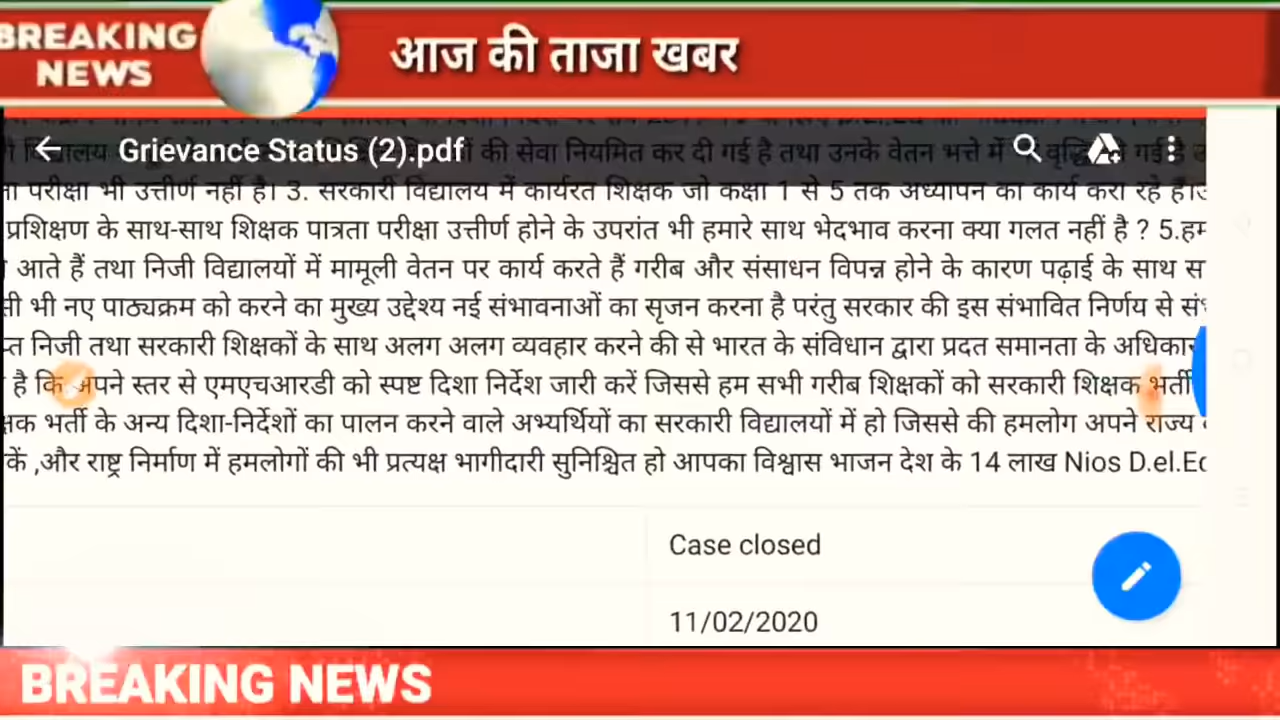 BREAKING
NEWS
आज की ताजा खबर
Grievance Status (2).pdf
विद्यालय की सेवा नियमित कर दी गई है तथा उनके वेतन भत्ते में वृद्धि गई है
परीक्षा भी उत्तीर्ण नहीं है। 3. सरकारी विद्यालय में कार्यरत शिक्षक जो कक्षा 1 से 5 तक अध्यापन का कार्य करा रहे हैं।
प्रशिक्षण के साथ-साथ शिक्षक पात्रता परीक्षा उत्तीर्ण होने के उपरांत भी हमारे साथ भेदभाव करना क्या गलत नहीं है ? 5.हम
आते हैं तथा निजी विद्यालयों में मामूली वेतन पर कार्य करते हैं गरीब और संसाधन विपन्न होने के कारण पढ़ाई के साथ
भी नए पाठ्यक्रम को करने का मुख्य उद्देश्य नई संभावनाओं का सृजन करना है परंतु सरकार की इस संभावित निर्णय से
निजी तथा सरकारी शिक्षकों के साथ अलग अलग व्यवहार करने की से भारत के संविधान द्वारा प्रदत समानता के अधिकार
है कि अपने स्तर से एमएचआरडी को स्पष्ट दिशा निर्देश जारी करें जिससे हम सभी गरीब शिक्षकों को सरकारी शिक्षक भर्ती
भर्ती के अन्य दिशा-निर्देशों का पालन करने वाले अभ्यर्थियों का सरकारी विद्यालयों में हो जिससे की हमलोग अपने राज्य
,और राष्ट्र निर्माण में हमलोगों की भी प्रत्यक्ष भागीदारी सुनिश्चित हो आपका विश्वास भाजन देश के 14 लाख Nios D.el.Ec
Case closed
11/02/2020
BREAKING NEWS